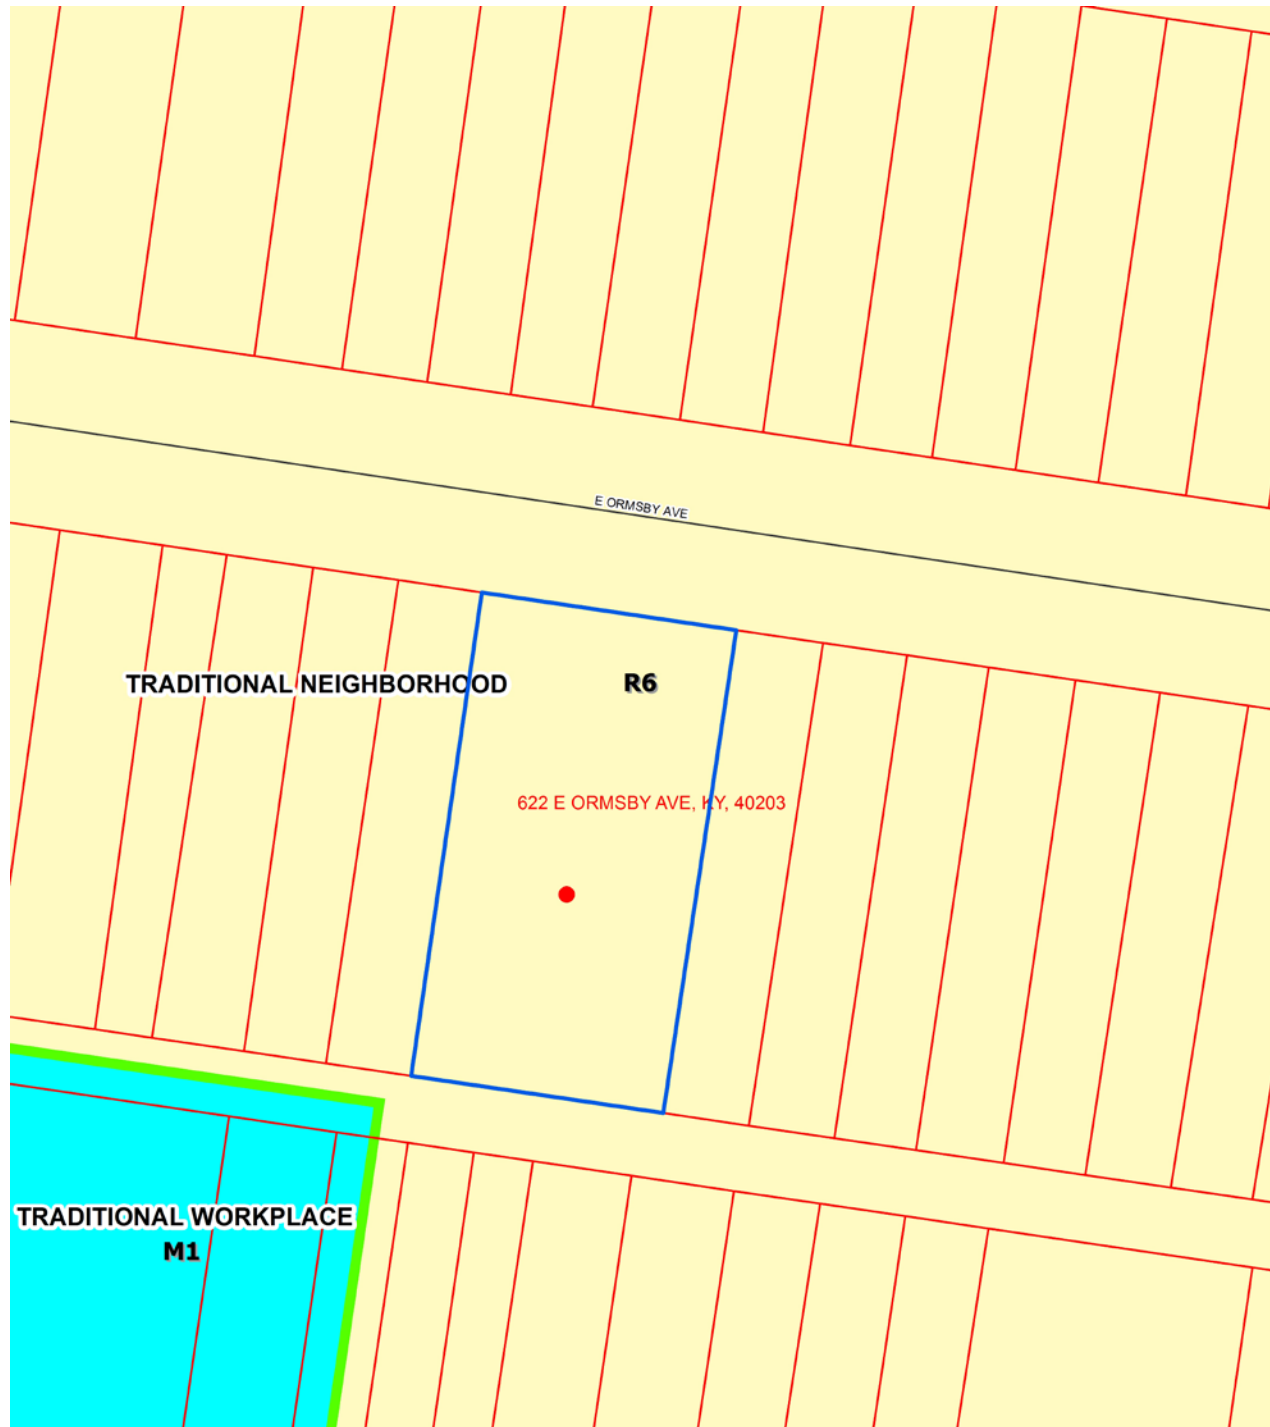 E ORMSBY AVE
TRADITIONAL NEIGHBORHOOD
R6
622 E ORMSBY AVE, KY, 40203
TRADITIONAL WORKPLACE
M1